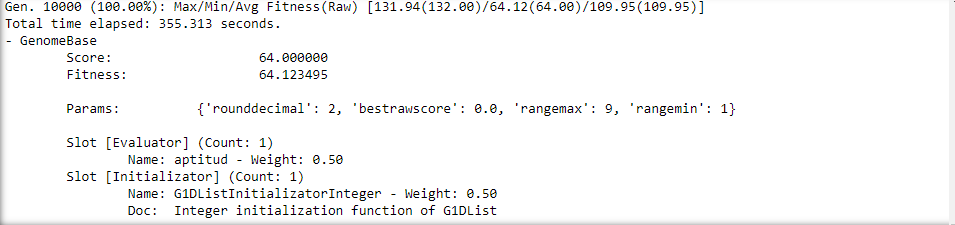 Gen. 10000 (100.00%): Max/Min/Avg Fitness(Raw) [131.94(132.00)/64.12(64.00)/109.95(109.95)]
Total time elapsed: 355.313 seconds.
- GenomeBase
Score: 64.000000
Fitness: 64.123495
Params: {'rounddecimal': 2, 'bestrawscore': 0.0, 'rangemax': 9, 'rangemin': 1}
Slot [Evaluator] (Count: 1)
Name: aptitud - Weight: 0.50
Slot [Initializator] (Count: 1)
Name: G1DListInitializatorInteger - Weight: 0.50
Doc: Integer initialization function of G1DList